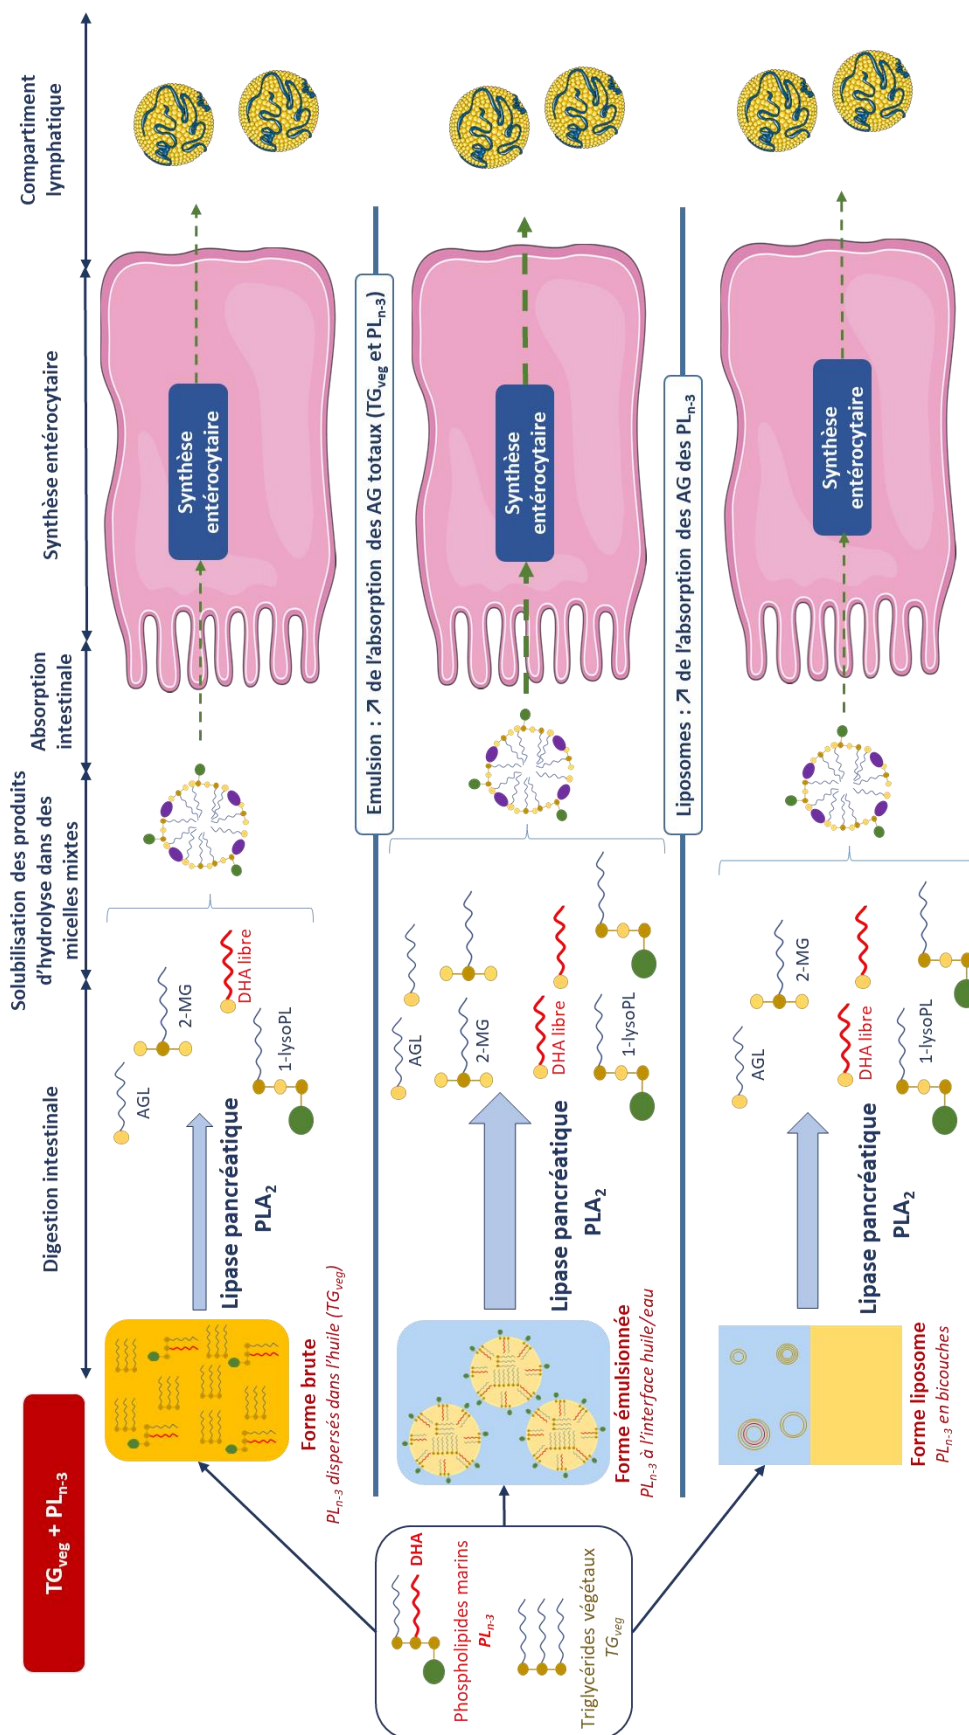 TGveg + PLn-3
Digestion intestinale
Solubilisation des produits
d'hydrolyse dans des
micelles mixtes
Absorption
intestinale
Synthèse entérocytaire
Compartiment
lymphatique
Forme brute
PLn-3 dispersés dans l'huile (TGveg)
Lipase pancréatique
PLA2
AGL
2-MG
DHA libre
1-lysoPL
Synthèse
entérocytaire
Emulsion : ↗ de l'absorption des AG totaux (TGveg et PLn-3)
DHA
Phospholipides marins
PLn-3
Triglycérides végétaux
TGveg
Forme émulsionnée
PLn-3 à l'interface huile/eau
Lipase pancréatique
PLA2
AGL
2-MG
DHA libre
1-lysoPL
Synthèse
entérocytaire
Liposomes : ↗ de l'absorption des AG des PLn-3
Forme liposome
PLn-3 en bicouches
Lipase pancréatique
PLA2
AGL
2-MG
DHA libre
1-lysoPL
Synthèse
entérocytaire